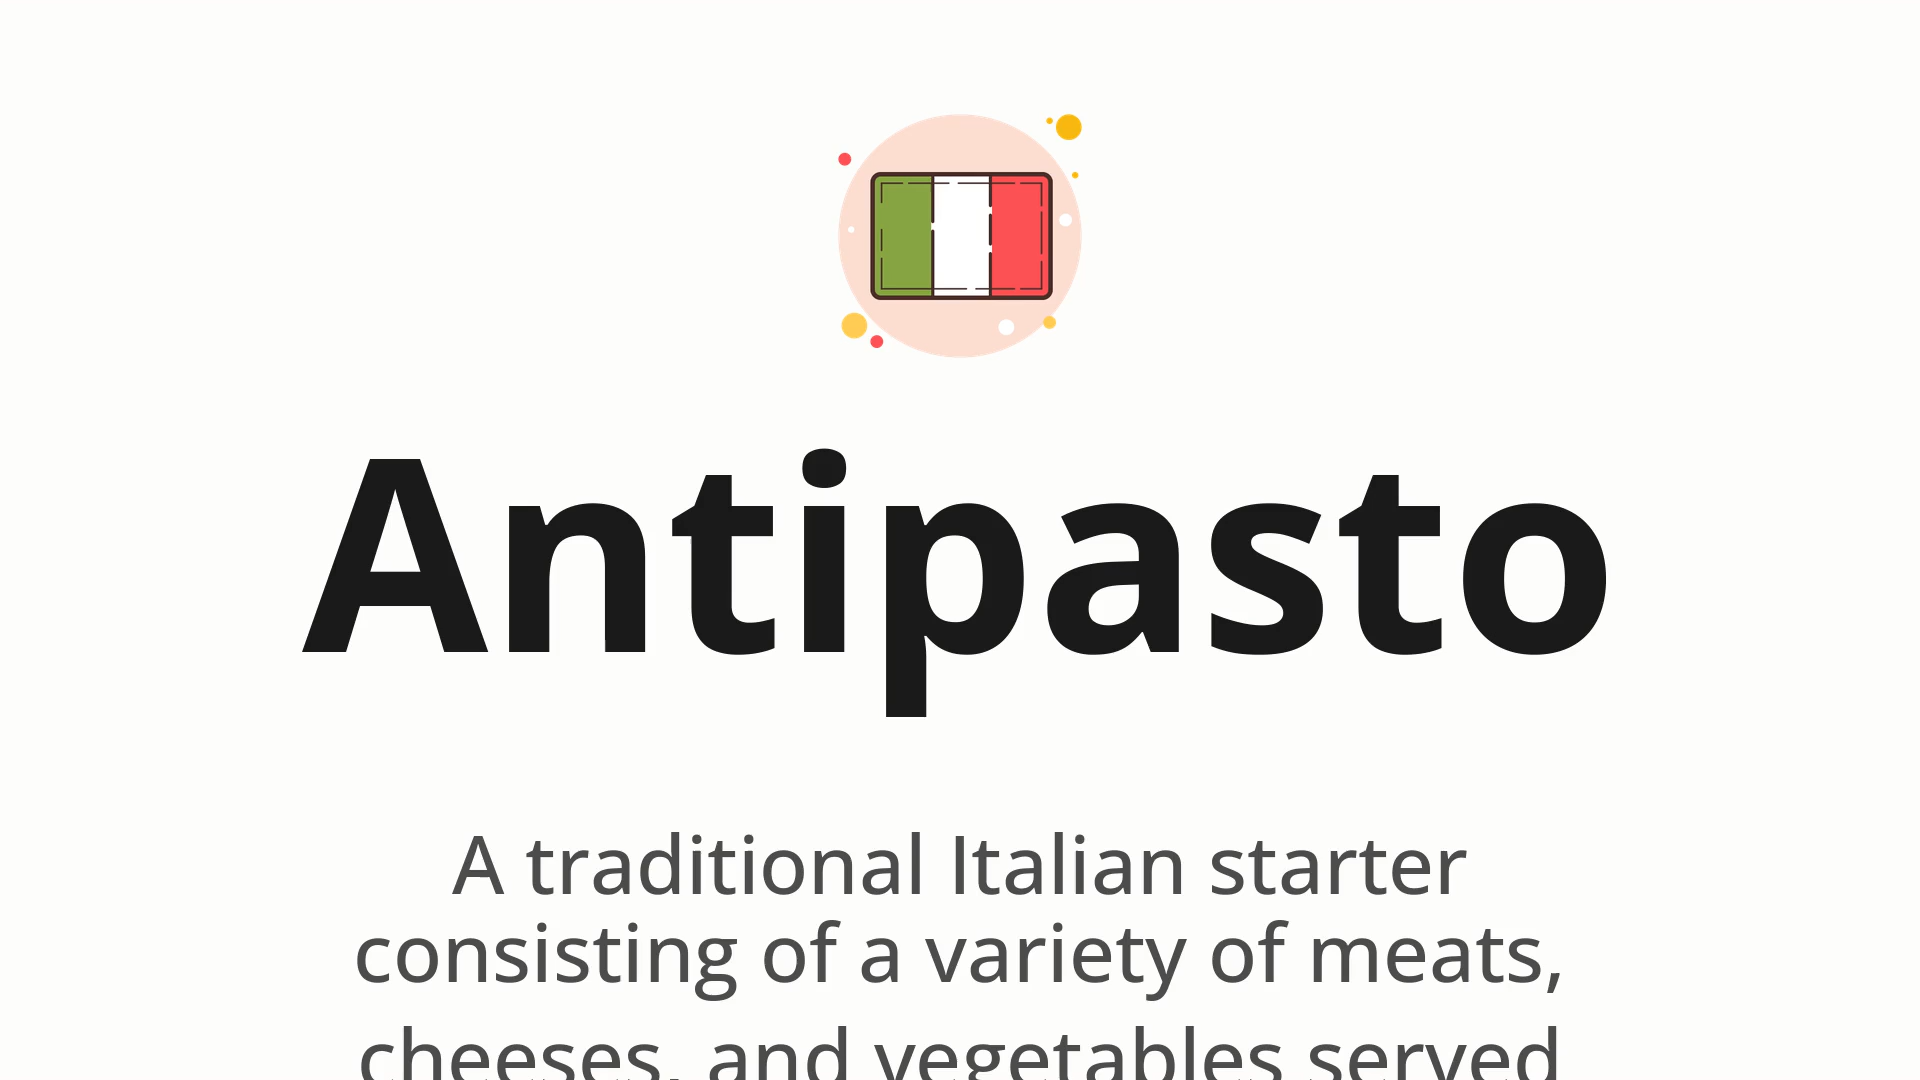 Antipasto
A traditional Italian starter
consisting of a variety of meats,
cheeses, and vegetables served